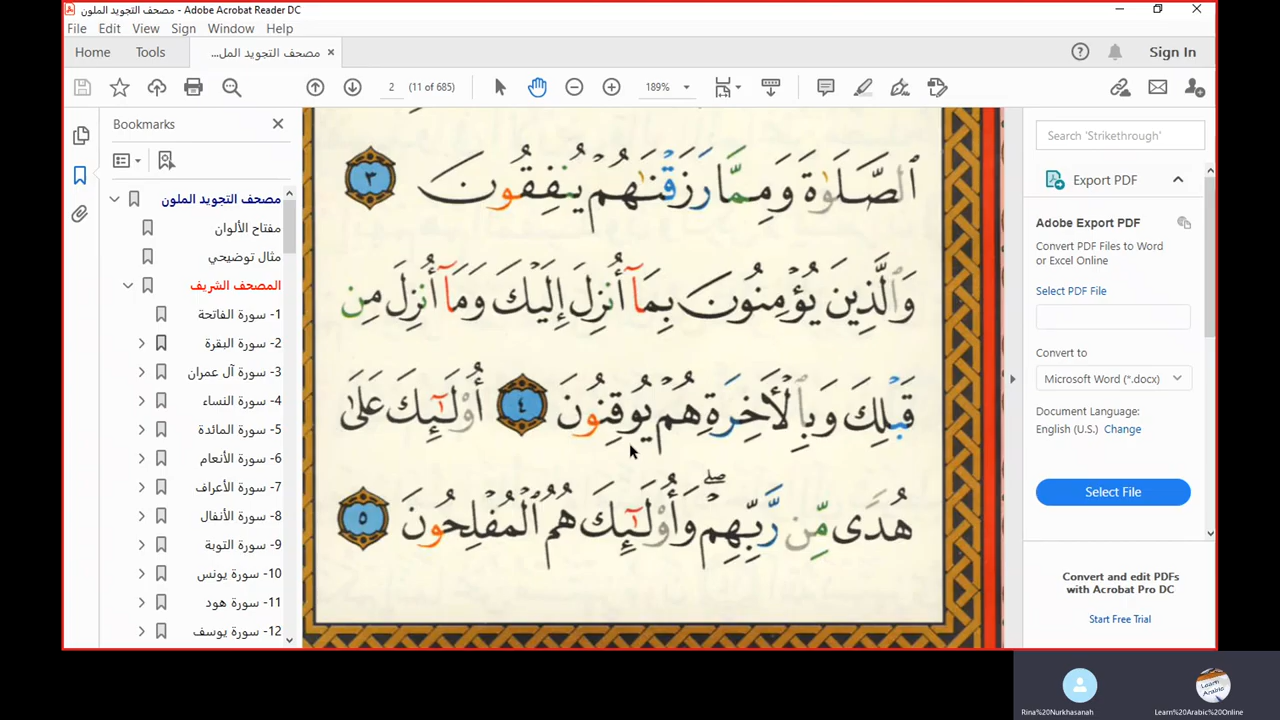 مصحف التجويد الملون - Adobe Acrobat Reader DC
File Edit View Window Sign Help
Home Tools مصحف التجويد المل... × Sign In
2 (11 of 685) 189%
Bookmarks
مصحف التجويد الملون
مفتاح الألوان
مثال توضيحي
المصحف الشريف
1- سورة الفاتحة
2- سورة البقرة
3- سورة آل عمران
4- سورة النساء
5- سورة المائدة
6- سورة الأنعام
7- سورة الأعراف
8- سورة الأنفال
9- سورة التوبة
10- سورة يونس
11- سورة هود
12- سورة يوسف
ٱلصَّلَوٰةَ وَمِمَّا رَزَقْنَٰهُمْ يُنفِقُونَ ٣
وَٱلَّذِينَ يُؤْمِنُونَ بِمَآ أُنزِلَ إِلَيْكَ وَمَآ أُنزِلَ مِن
قَبْلِكَ وَبِٱلْأَخِرَةِ هُمْ يُوقِنُونَ ٤ أُو۟لَٰٓئِكَ عَلَىٰ
هُدًى مِّن رَّبِّهِمْ ۖ وَأُو۟لَٰٓئِكَ هُمُ ٱلْمُفْلِحُونَ ٥
Search 'Strikethrough'
Export PDF
Adobe Export PDF
Convert PDF Files to Word
or Excel Online
Select PDF File
Convert to
Microsoft Word (*.docx)
Document Language:
English (U.S.) Change
Select File
Convert and edit PDFs
with Acrobat Pro DC
Start Free Trial
Learn Arabic
Rina%20Nurkhasanah
Learn%20Arabic%20Online